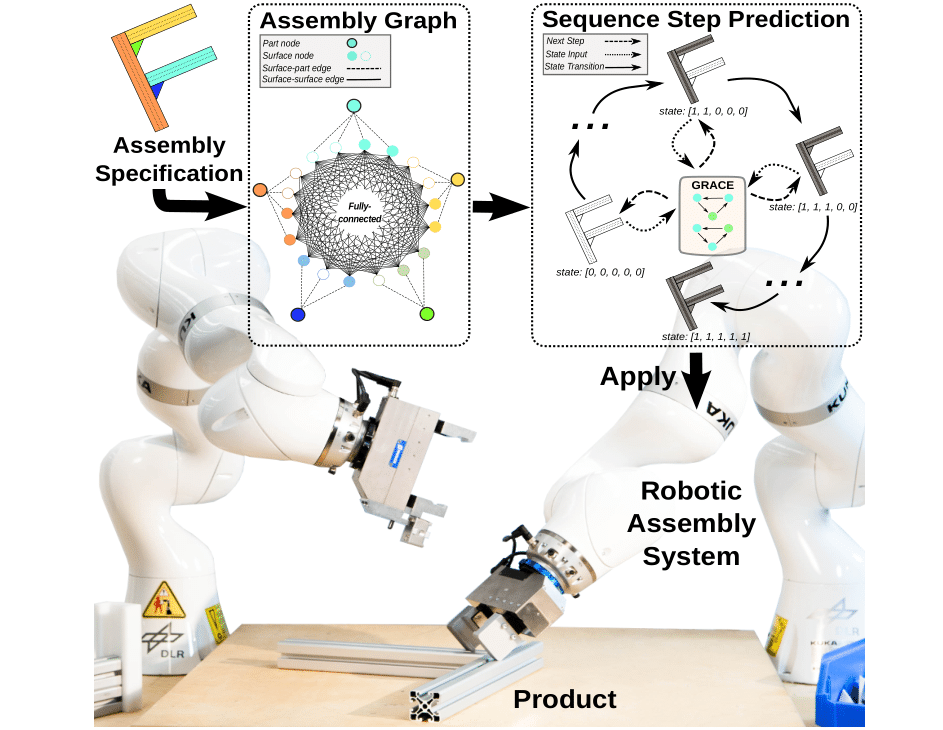 Assembly Graph
Part node
Surface node
Surface-part edge
Surface-surface edge
Fully-
connected
Assembly
Specification
Sequence Step Prediction
Next Step
State Input
State Transition
state: [1, 1, 0, 0, 0]
GRACE
state: [1, 1, 1, 0, 0]
state: [0, 0, 0, 0, 0]
state: [1, 1, 1, 1, 1]
Apply
Robotic
Assembly
System
KUKA
DLR
KUKA
Product